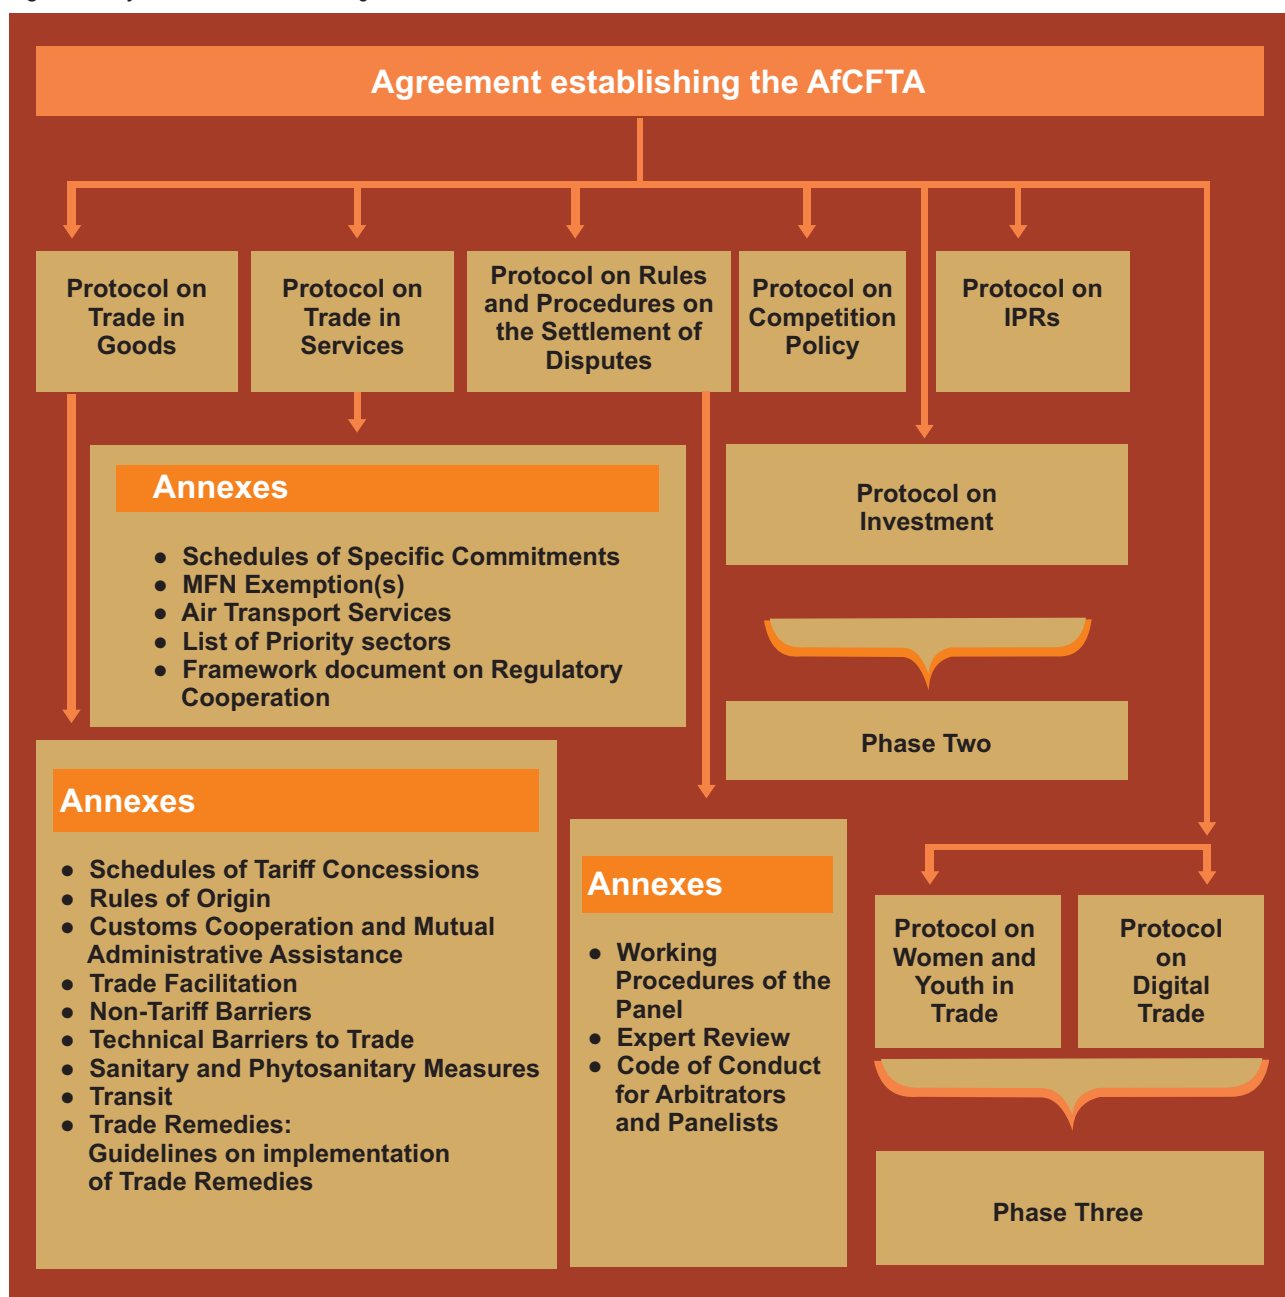 Agreement establishing the AfCFTA
Protocol on
Trade in
Goods
Protocol on
Trade in
Services
Protocol on Rules
and Procedures on
the Settlement of
Disputes
Protocol on
Competition
Policy
Protocol on
IPRs
Annexes
● Schedules of Specific Commitments
● MFN Exemption(s)
● Air Transport Services
● List of Priority sectors
● Framework document on Regulatory
Cooperation
Protocol on
Investment
Phase Two
Annexes
● Schedules of Tariff Concessions
● Rules of Origin
● Customs Cooperation and Mutual
Administrative Assistance
● Trade Facilitation
● Non-Tariff Barriers
● Technical Barriers to Trade
● Sanitary and Phytosanitary Measures
● Transit
● Trade Remedies:
Guidelines on implementation
of Trade Remedies
Annexes
● Working
Procedures of the
Panel
● Expert Review
● Code of Conduct
for Arbitrators
and Panelists
Protocol on
Women and
Youth in
Trade
Protocol
on
Digital
Trade
Phase Three